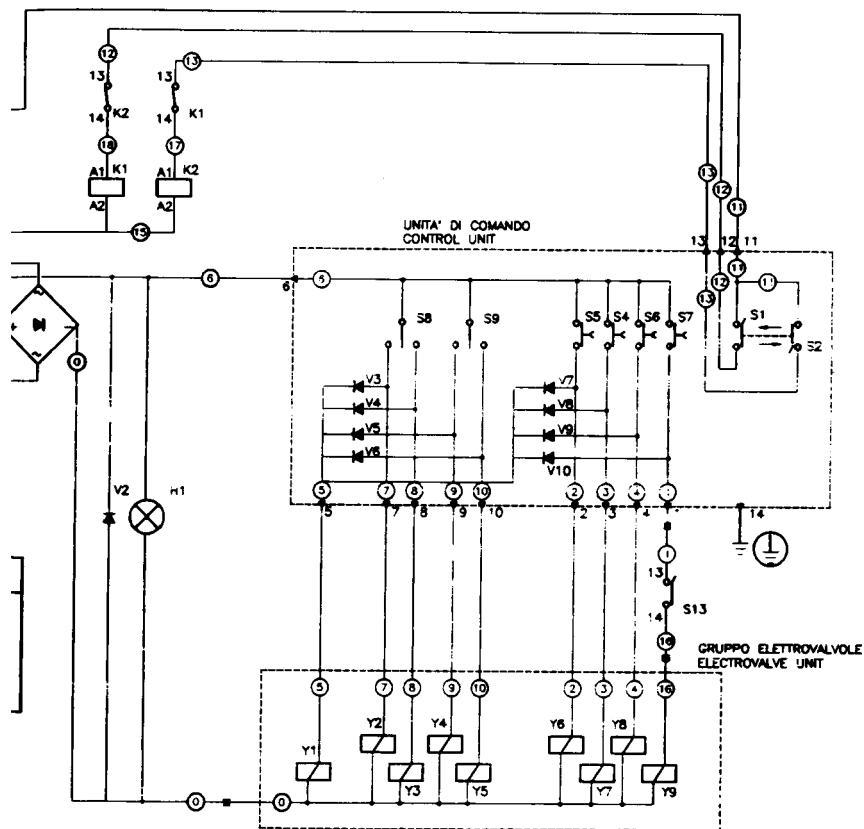 12
13
13
13
14
K2
14
K1
18
17
A1
K1
A1
K2
A2
A2
15
13
12
11
UNITA' DI COMANDO
CONTROL UNIT
13
12
11
6
6
11
12
11
13
S8
S9
S5
S4
S6
S7
S1
S2
0
V3
V7
V4
V8
V5
V9
V6
V10
V2
H1
5
7
8
9
10
2
3
4
5
7
8
9
10
2
3
4
14
13
14
S13
16
GRUPPO ELETTROVALVOLE
ELECTROVALVE UNIT
5
7
8
9
10
2
3
4
16
Y2
Y4
Y6
Y8
Y1
Y3
Y5
Y7
Y9
0
0